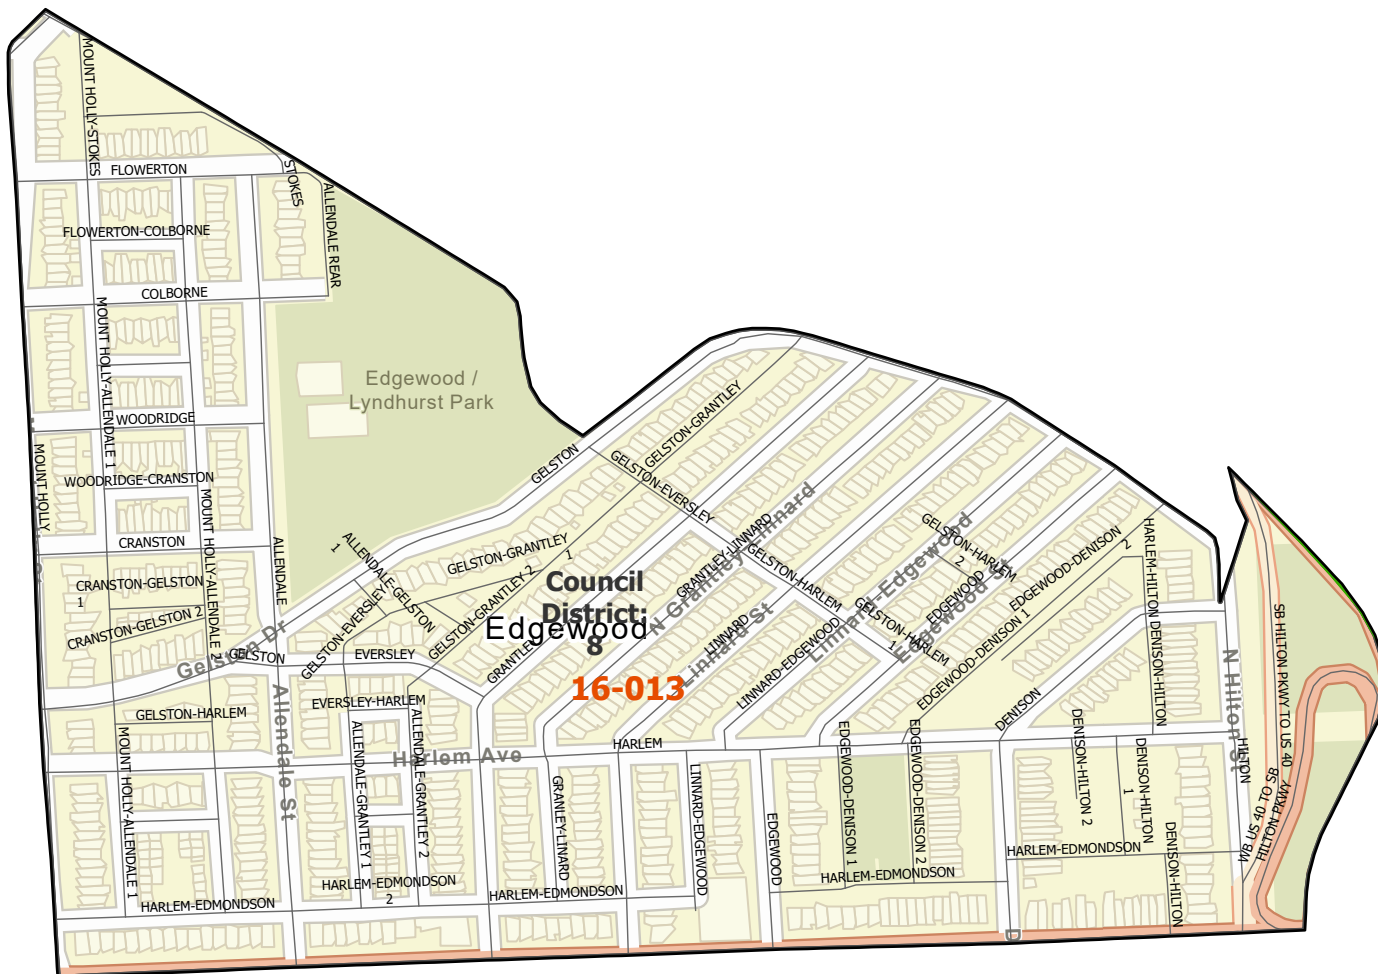 MOUNT HOLLY-STOKES
FLOWERTON
STOKES
ALLENDALE REAR
FLOWERTON-COLBORNE
COLBORNE
MOUNT HOLLY-ALLENDALE 1
Edgewood /
Lyndhurst Park
WOODRIDGE
MOUNT HOLLY
WOODRIDGE-CRANSTON
MOUNT HOLLY-ALLENDALE 2
CRANSTON
ALLENDALE
CRANSTON-GELSTON
1
CRANSTON-GELSTON 2
GELSTON
GELSTON-GRANTLEY
GELSTON-EVERSLEY
GELSTON-GRANTLEY
1
ALLENDALE-GELSTON
1
GELSTON-EVERSLEY
GELSTON-GRANTLEY 2
Council
District:
8
Edgewood
16-013
GRANTLEY-LINNARD
N Grantley-Linnard
GELSTON-HARLEM
LINNARD
Linnard St
LINNARD-EDGEWOOD
Linnard-Edgewood
GELSTON-HARLEM
2
GELSTON-HARLEM
1
EDGEWOOD
Edgewood St
EDGEWOOD-DENISON
2
EDGEWOOD-DENISON 1
HARLEM-HILTON
DENISON-HILTON
DENISON
Gelston Dr
GELSTON
EVERSLEY
GRANTLEY
EVERSLEY-HARLEM
GELSTON-HARLEM
Allendale St
HARLEM
Harlem Ave
N Hilton St
HILTON
SB HILTON PKWY TO US 40
WB US 40 TO SB
HILTON PKWY
MOUNT HOLLY-ALLENDALE 1
ALLENDALE-GRANTLEY 1
ALLENDALE-GRANTLEY 2
GRANLEY-LINARD
LINNARD-EDGEWOOD
EDGEWOOD
EDGEWOOD-DENISON 1
EDGEWOOD-DENISON 2
DENISON-HILTON 2
DENISON-HILTON
1
DENISON-HILTON
HARLEM-EDMONDSON
HARLEM-EDMONDSON
HARLEM-EDMONDSON
2
HARLEM-EDMONDSON
HARLEM-EDMONDSON
D